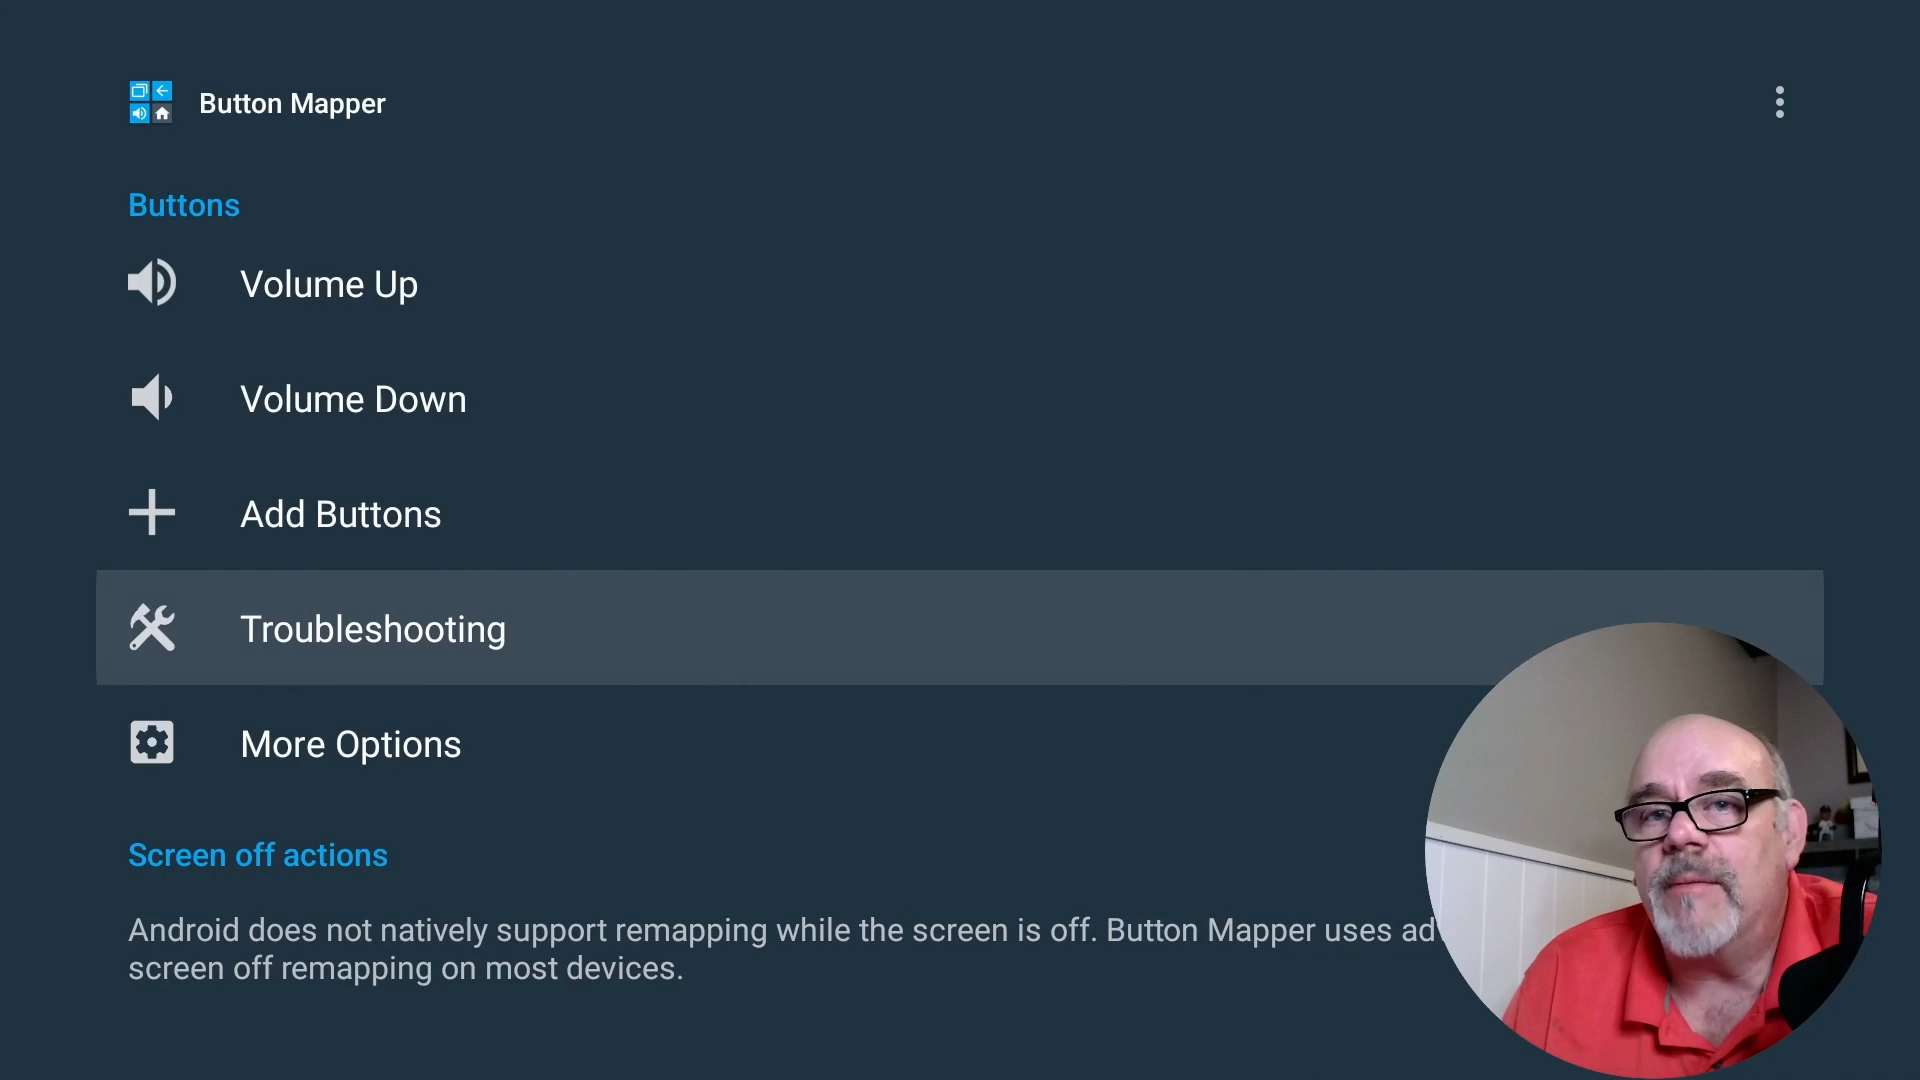 Button Mapper
Buttons
Volume Up
Volume Down
Add Buttons
Troubleshooting
More Options
Screen off actions
Android does not natively support remapping while the screen is off. Button Mapper uses
screen off remapping on most devices.